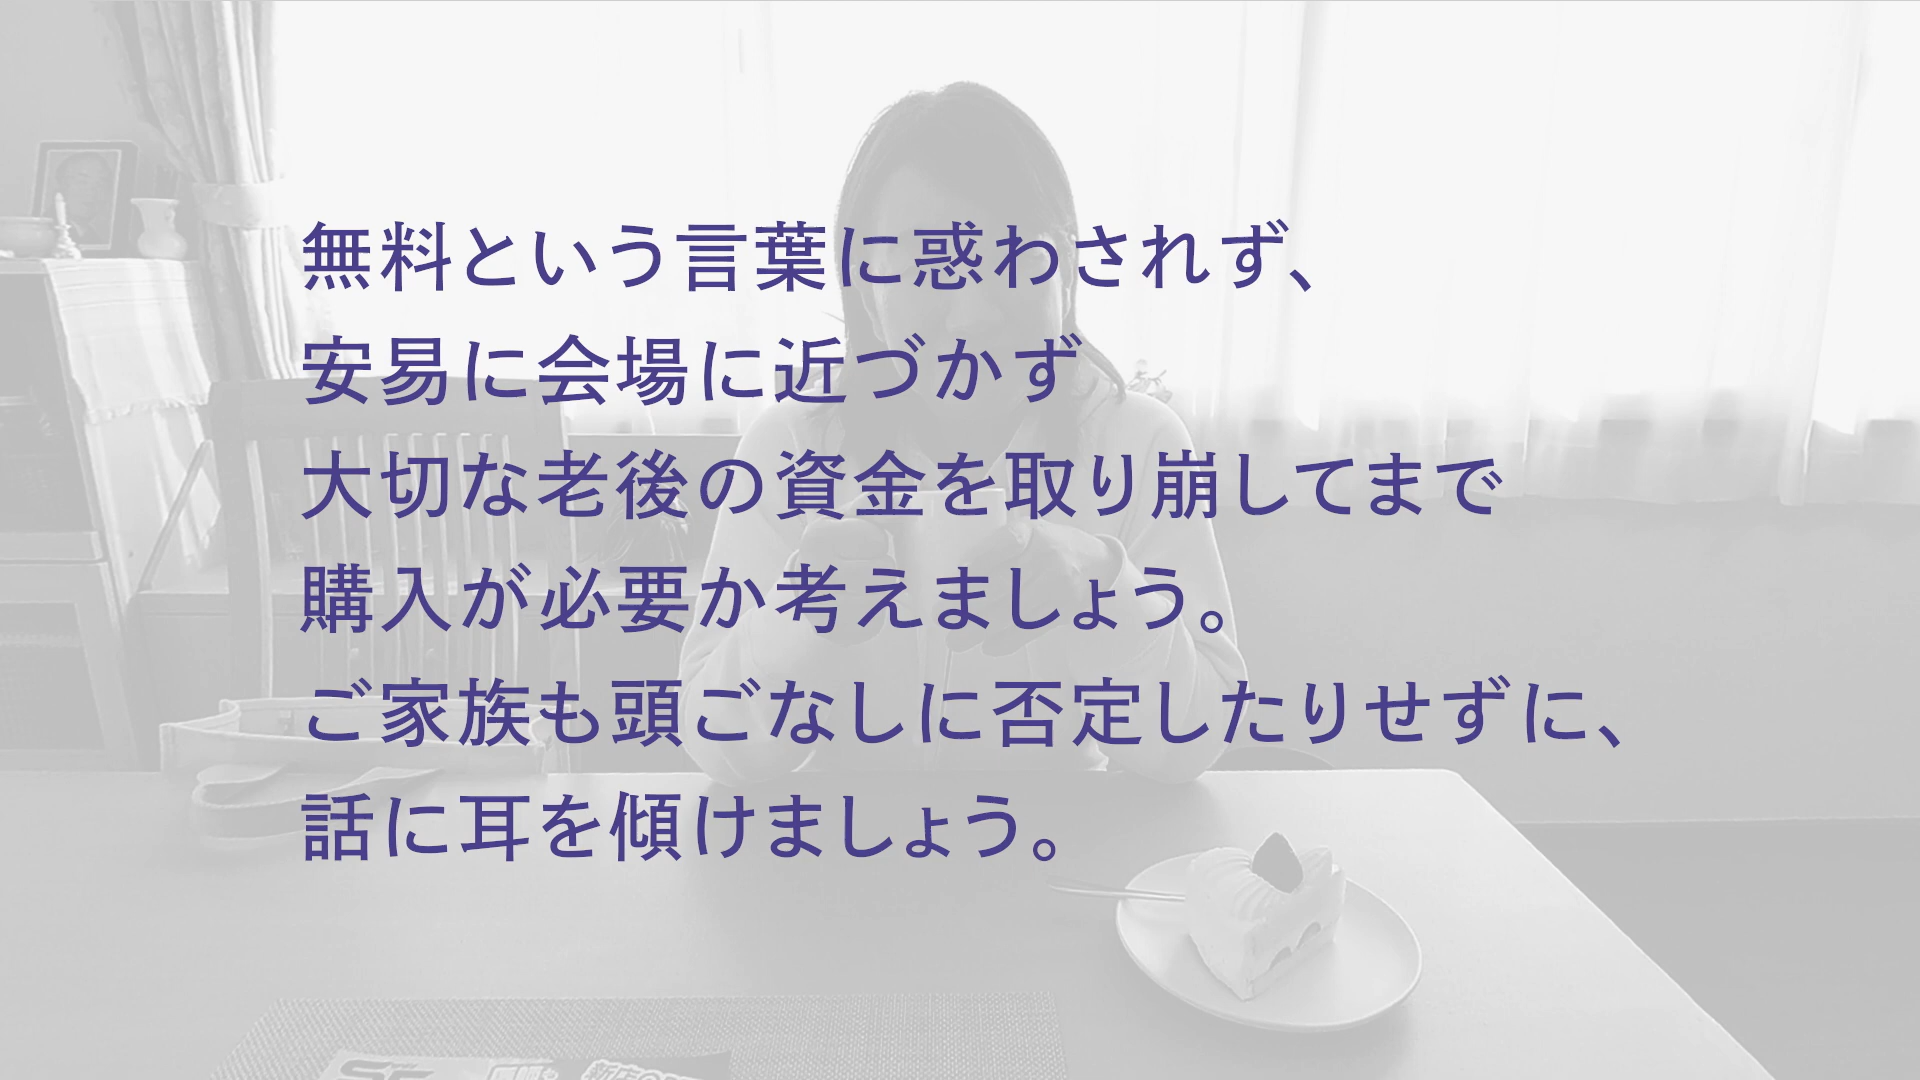 無料という言葉に惑わされず、
安易に会場に近づかず
大切な老後の資金を取り崩してまで
購入が必要か考えましょう。
ご家族も頭ごなしに否定したりせずに、
話に耳を傾けましょう。